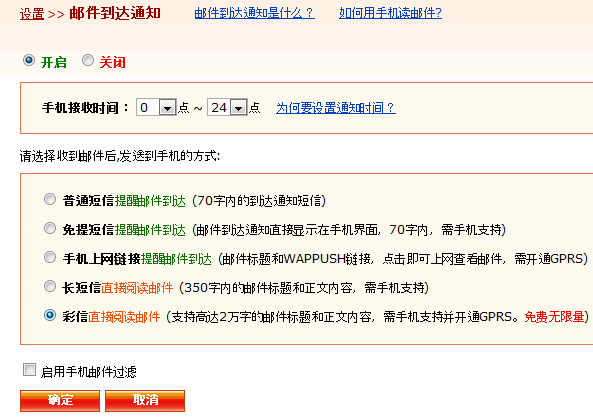 设置 >> 邮件到达通知 邮件到达通知是什么？ 如何用手机读邮件?
开启 关闭
手机接收时间： 0 点 ~ 24 点 为何要设置通知时间？
请选择收到邮件后,发送到手机的方式:
普通短信提醒邮件到达 (70字内的到达通知短信)
免提短信提醒邮件到达 (邮件到达通知直接显示在手机界面，70字内，需手机支持)
手机上网链接提醒邮件到达 (邮件标题和WAPPUSH链接，点击即可上网查看邮件，需开通GPRS)
长短信直接阅读邮件 (350字内的邮件标题和正文内容，需手机支持)
彩信直接阅读邮件 (支持高达2万字的邮件标题和正文内容，需手机支持并开通GPRS。免费无限量)
启用手机邮件过滤
确定 取消